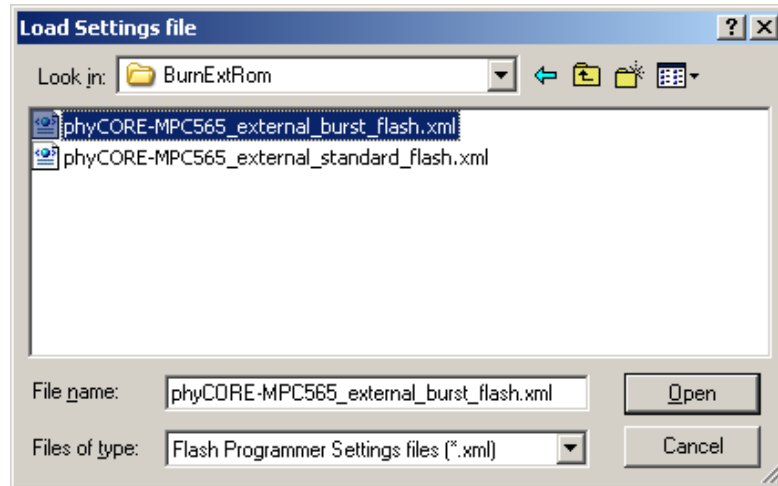 Load Settings file
Look in: BurnExtRom
phyCORE-MPC565_external_burst_flash.xml
phyCORE-MPC565_external_standard_flash.xml
File name: phyCORE-MPC565_external_burst_flash.xml Open
Files of type: Flash Programmer Settings files (*.xml) Cancel